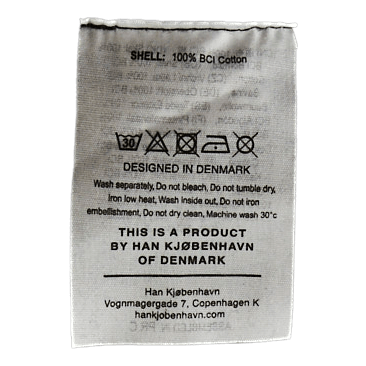 SHELL: 100% BCI Cotton
30
DESIGNED IN DENMARK
Wash separately, Do not bleach, Do not tumble dry,
Iron low heat, Wash inside out, Do not iron
embellishment, Do not dry clean, Machine wash 30°c
THIS IS A PRODUCT
BY HAN KJØBENHAVN
OF DENMARK
Han Kjøbenhavn
Vognmagergade 7, Copenhagen K
hankjobenhavn.com